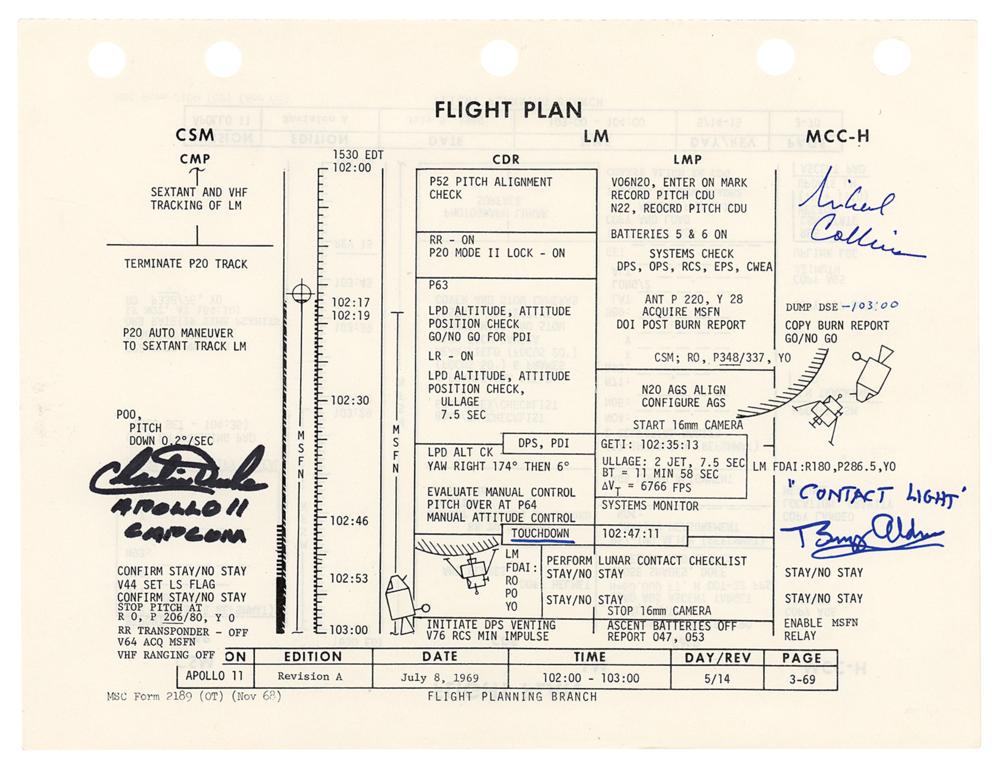 FLIGHT PLAN
CSM
LM
MCC-H
CMP
SEXTANT AND VHF
TRACKING OF LM
TERMINATE P20 TRACK
P20 AUTO MANEUVER
TO SEXTANT TRACK LM
POO,
PITCH
DOWN 0.2°/SEC
Charlie Duke
APOLLO 11
CAPCOM
CONFIRM STAY/NO STAY
V44 SET LS FLAG
CONFIRM STAY/NO STAY
STOP PITCH AT
R 0, P 206/80, Y 0
RR TRANSPONDER - OFF
V64 ACQ MSFN
VHF RANGING OFF
1530 EDT
102:00
102:17
102:19
102:30
102:46
102:53
103:00
MSFN
MSFN
CDR
P52 PITCH ALIGNMENT
CHECK
RR - ON
P20 MODE II LOCK - ON
P63
LPD ALTITUDE, ATTITUDE
POSITION CHECK
GO/NO GO FOR PDI
LR - ON
LPD ALTITUDE, ATTITUDE
POSITION CHECK,
ULLAGE
7.5 SEC
DPS, PDI
LPD ALT CK
YAW RIGHT 174° THEN 6°
EVALUATE MANUAL CONTROL
PITCH OVER AT P64
MANUAL ATTITUDE CONTROL
TOUCHDOWN
102:47:11
LM
FDAI:
RO
PO
YO
INITIATE DPS VENTING
V76 RCS MIN IMPULSE
LMP
V06N20, ENTER ON MARK
RECORD PITCH CDU
N22, REOCRD PITCH CDU
BATTERIES 5 & 6 ON
SYSTEMS CHECK
DPS, OPS, RCS, EPS, CWEA
ANT P 220, Y 28
ACQUIRE MSFN
DOI POST BURN REPORT
CSM; RO, P348/337, YO
N20 AGS ALIGN
CONFIGURE AGS
START 16mm CAMERA
GETI: 102:35:13
ULLAGE: 2 JET, 7.5 SEC
BT = 11 MIN 58 SEC
ΔVT = 6766 FPS
SYSTEMS MONITOR
PERFORM LUNAR CONTACT CHECKLIST
STAY/NO STAY
STAY/NO STAY
STOP 16mm CAMERA
ASCENT BATTERIES OFF
REPORT 047, 053
Michael
Collins
DUMP DSE -103:00
COPY BURN REPORT
GO/NO GO
LM FDAI:R180,P286.5,YO
"CONTACT LIGHT"
Buzz Aldrin
STAY/NO STAY
STAY/NO STAY
ENABLE MSFN
RELAY
ON EDITION DATE TIME DAY/REV PAGE
APOLLO 11 Revision A July 8, 1969 102:00 - 103:00 5/14 3-69
MSC Form 2189 (OT) (Nov 68) FLIGHT PLANNING BRANCH